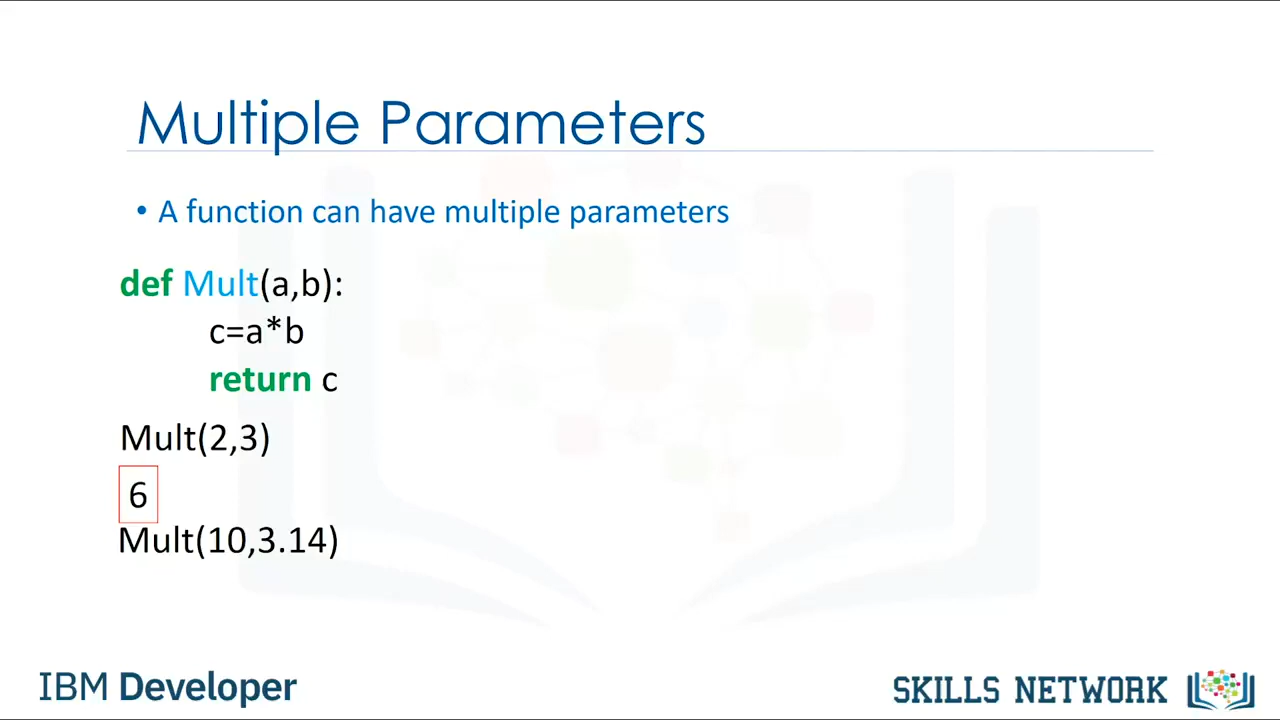 Multiple Parameters
• A function can have multiple parameters
def Mult(a,b):
c=a*b
return c
Mult(2,3)
6
Mult(10,3.14)
IBM Developer
SKILLS NETWORK